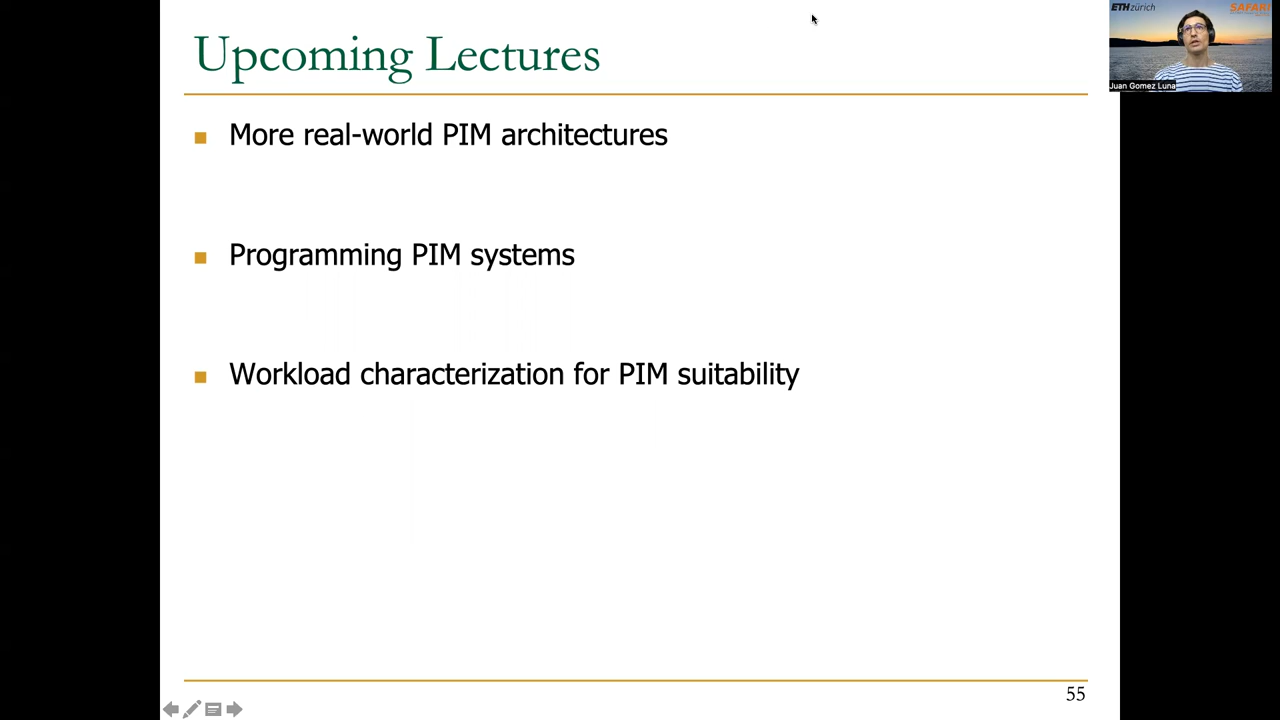 Upcoming Lectures
ETH zürich
SAFARI
Juan Gomez Luna
More real-world PIM architectures
Programming PIM systems
Workload characterization for PIM suitability
55